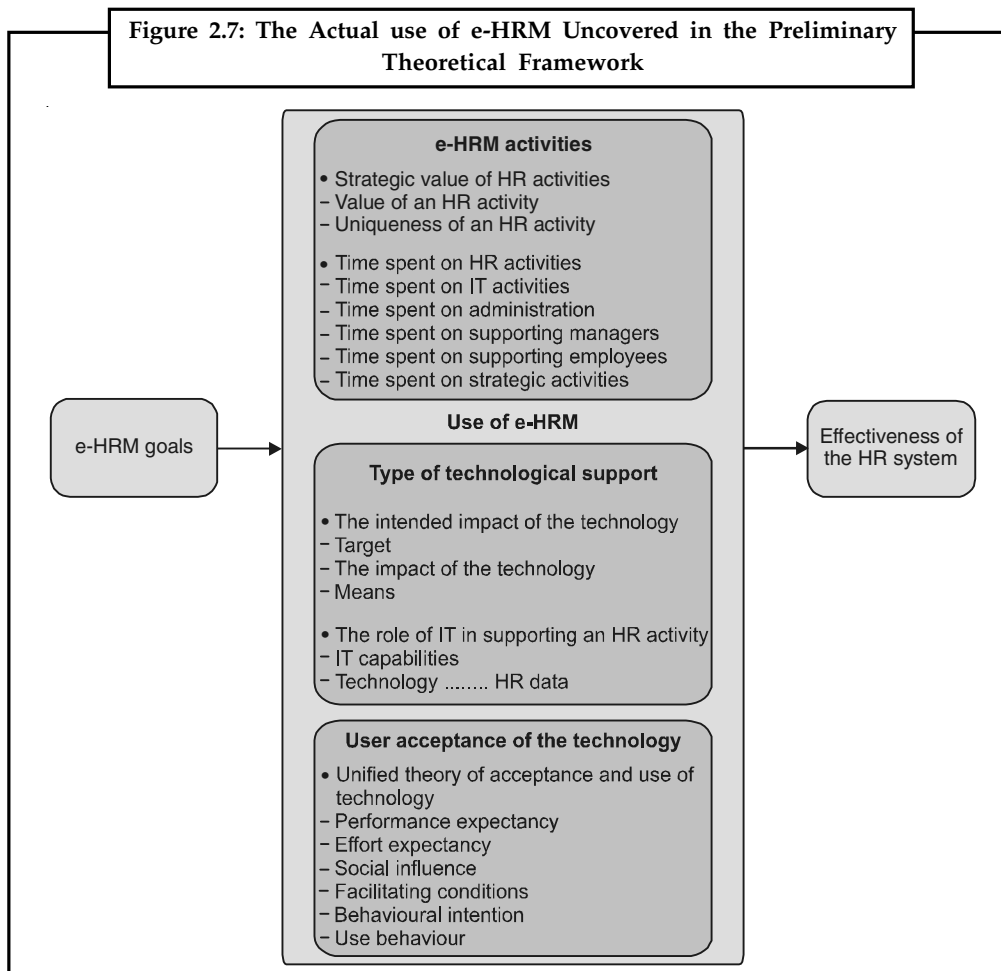 Figure 2.7: The Actual use of e-HRM Uncovered in the Preliminary
Theoretical Framework
e-HRM activities
• Strategic value of HR activities
– Value of an HR activity
– Uniqueness of an HR activity
• Time spent on HR activities
– Time spent on IT activities
– Time spent on administration
– Time spent on supporting managers
– Time spent on supporting employees
– Time spent on strategic activities
e-HRM goals
Use of e-HRM
Effectiveness of
the HR system
Type of technological support
• The intended impact of the technology
– Target
– The impact of the technology
– Means
• The role of IT in supporting an HR activity
– IT capabilities
– Technology ........ HR data
User acceptance of the technology
• Unified theory of acceptance and use of
technology
– Performance expectancy
– Effort expectancy
– Social influence
– Facilitating conditions
– Behavioural intention
– Use behaviour